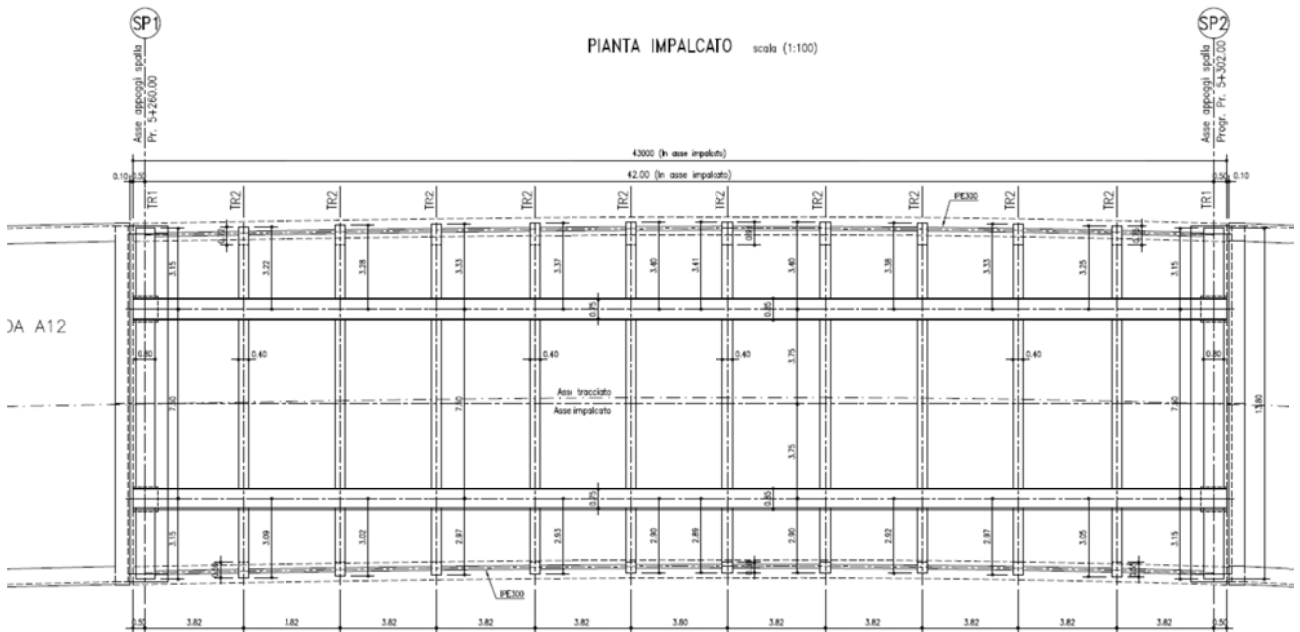 SP1
SP2
PIANTA IMPALCATO scala (1:100)
Asse appoggi spalla
Pr. 5+260.00
Asse appoggi spalla
Progr. Pr. 5+302.00
43000 (In asse impalcato)
0.10 0.50 42.00 (In asse impalcato) 0.50 0.10
TR1 TR2 TR2 TR2 TR2 TR2 TR2 TR2 TR2 TR2 TR2 TR1
IPE300
3.15 3.22 3.28 3.33 3.37 3.40 3.41 3.40 3.38 3.33 3.25 3.15
DA A12
0.75 0.85
0.80 0.40 0.40 3.75 0.40 0.40 0.80
Assi tracciato
Asse impalcato
7.50 7.50 7.50 13.80
3.75
0.75 0.85
3.15 3.09 3.02 2.97 2.93 2.90 2.89 2.90 2.92 2.97 3.05 3.15
IPE300
0.50 3.82 1.82 3.82 3.82 3.82 3.80 3.82 3.82 3.82 3.82 3.82 0.50